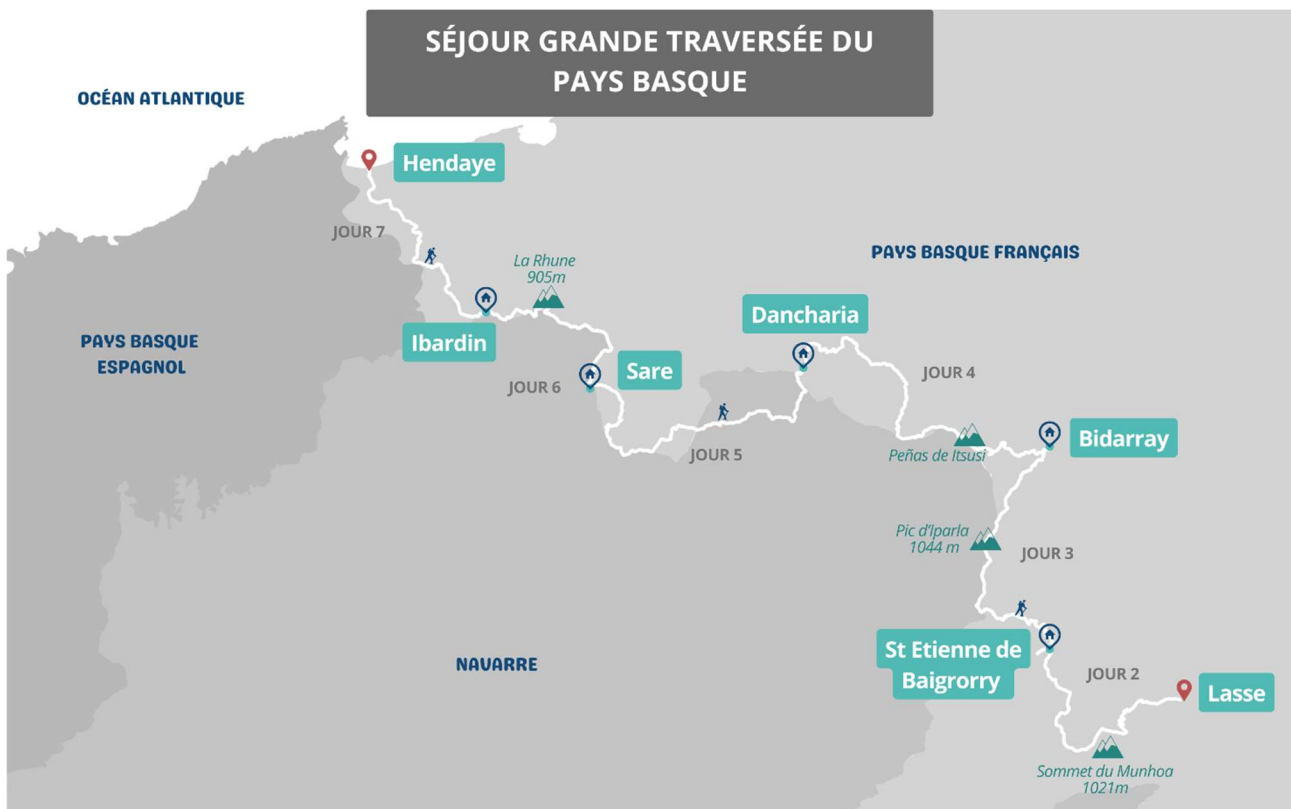 SÉJOUR GRANDE TRAVERSÉE DU
PAYS BASQUE
OCÉAN ATLANTIQUE
Hendaye
JOUR 7
La Rhune
905m
PAYS BASQUE FRANÇAIS
Dancharia
Ibardin
PAYS BASQUE
ESPAGNOL
Sare
JOUR 6
JOUR 4
JOUR 5
Peñas de Itsusi
Bidarray
Pic d'Iparla
1044 m
JOUR 3
NAVARRE
St Etienne de
Baigrorry
JOUR 2
Lasse
Sommet du Munhoa
1021m